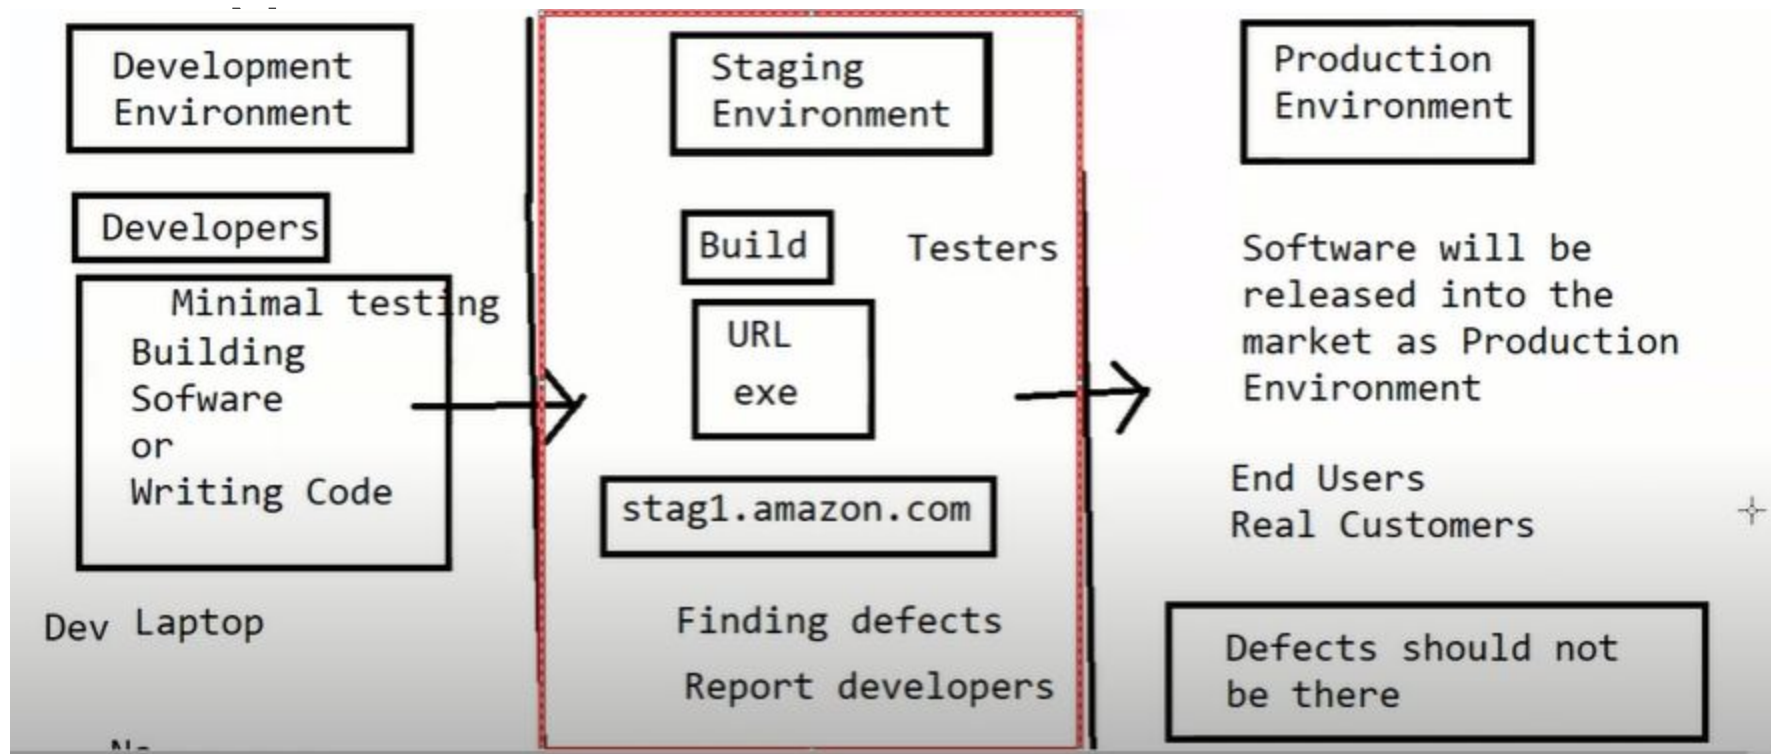 Development
Environment
Developers
Minimal testing
Building
Sofware
or
Writing Code
Dev Laptop
Staging
Environment
Build
Testers
URL
exe
stag1.amazon.com
Finding defects
Report developers
Production
Environment
Software will be
released into the
market as Production
Environment
End Users
Real Customers
Defects should not
be there